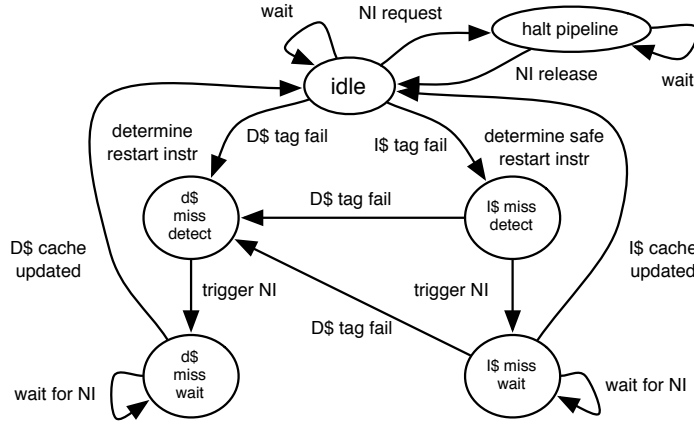 wait
NI request
halt pipeline
NI release
wait
idle
determine
restart instr
D$ tag fail
I$ tag fail
determine safe
restart instr
d$
miss
detect
D$ tag fail
I$ miss
detect
D$ cache
updated
I$ cache
updated
trigger NI
trigger NI
D$ tag fail
d$
miss
wait
I$ miss
wait
wait for NI
wait for NI